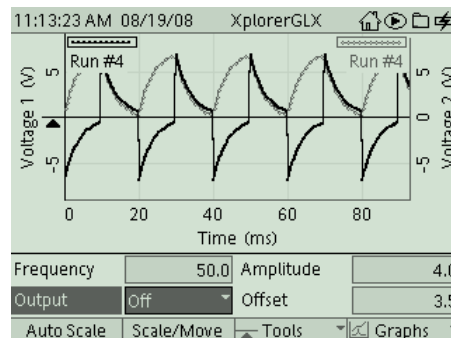 11:13:23 AM 08/19/08 XplorerGLX
Run #4 Run #4
Voltage 1 (V)
5
-5
Voltage 2 (V)
5
0
-5
0 20 40 60 80
Time (ms)
Frequency 50.0 Amplitude 4.0
Output Off Offset 3.5
Auto Scale Scale/Move Tools Graphs